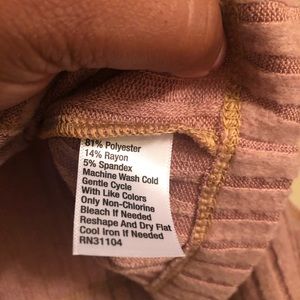 81% Polyester
14% Rayon
5% Spandex
Machine Wash Cold
Gentle Cycle
With Like Colors
Only Non-Chlorine
Bleach If Needed
Reshape And Dry Flat
Cool Iron If Needed
RN31104